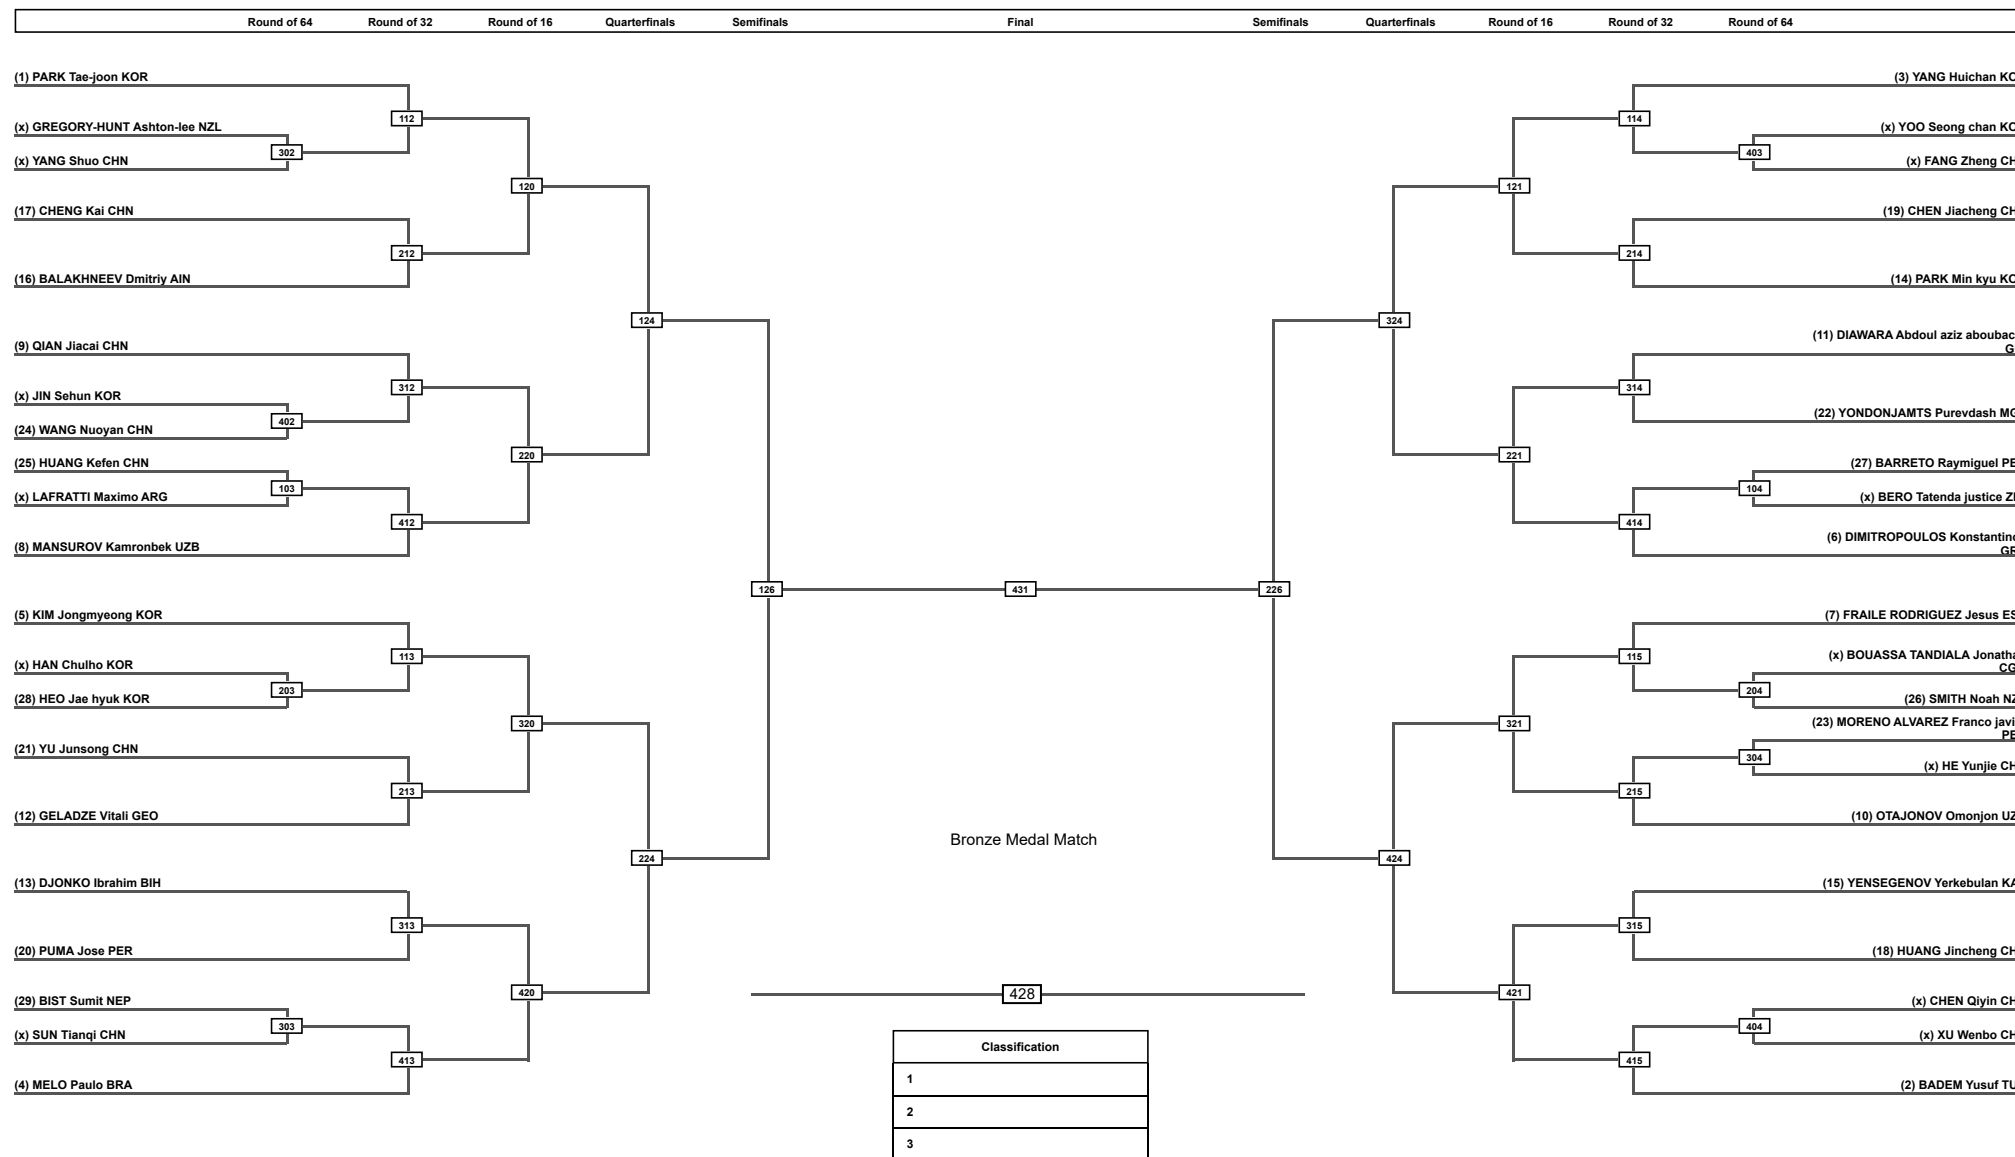 Round of 64 Round of 32 Round of 16 Quarterfinals Semifinals Final Semifinals Quarterfinals Round of 16 Round of 32 Round of 64
(1) PARK Tae-joon KOR
112
(x) GREGORY-HUNT Ashton-lee NZL
302
(x) YANG Shuo CHN
120
(17) CHENG Kai CHN
212
(16) BALAKHNEEV Dmitriy AIN
124
(9) QIAN Jiacai CHN
312
(x) JIN Sehun KOR
402
(24) WANG Nuoyan CHN
220
(25) HUANG Kefen CHN
103
(x) LAFRATTI Maximo ARG
412
(8) MANSUROV Kamronbek UZB
126
(5) KIM Jongmyeong KOR
113
(x) HAN Chulho KOR
203
(28) HEO Jae hyuk KOR
320
(21) YU Junsong CHN
213
(12) GELADZE Vitali GEO
224
(13) DJONKO Ibrahim BIH
313
(20) PUMA Jose PER
420
(29) BIST Sumit NEP
303
(x) SUN Tianqi CHN
413
(4) MELO Paulo BRA
431
Bronze Medal Match
428
Classification
1
2
3
(3) YANG Huichan KO
114
(x) YOO Seong chan KO
403
(x) FANG Zheng CH
121
(19) CHEN Jiacheng CH
214
(14) PARK Min kyu KO
324
(11) DIAWARA Abdoul aziz aboubac
G
314
(22) YONDONJAMTS Purevdash MG
221
(27) BARRETO Raymiguel PE
104
(x) BERO Tatenda justice Z
414
(6) DIMITROPOULOS Konstantino
GR
226
(7) FRAILE RODRIGUEZ Jesus ES
115
(x) BOUASSA TANDIALA Jonatha
CG
204
(26) SMITH Noah NZ
321
(23) MORENO ALVAREZ Franco javi
PE
304
(x) HE Yunjie CH
215
(10) OTAJONOV Omonjon UZ
424
(15) YENSEGENOV Yerkebulan KA
315
(18) HUANG Jincheng CH
421
(x) CHEN Qiyin CH
404
(x) XU Wenbo CH
415
(2) BADEM Yusuf TU